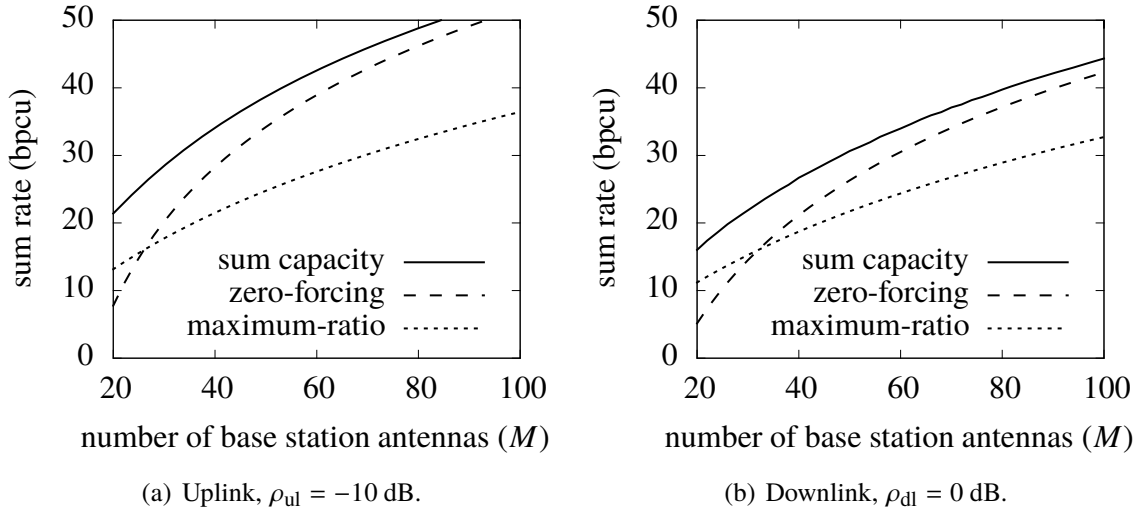 50
40
30
20
10
0
sum rate (bpcu)
sum capacity
zero-forcing
maximum-ratio
20 40 60 80 100
number of base station antennas (M)
(a) Uplink, ρul = −10 dB.
50
40
30
20
10
0
sum rate (bpcu)
sum capacity
zero-forcing
maximum-ratio
20 40 60 80 100
number of base station antennas (M)
(b) Downlink, ρdl = 0 dB.